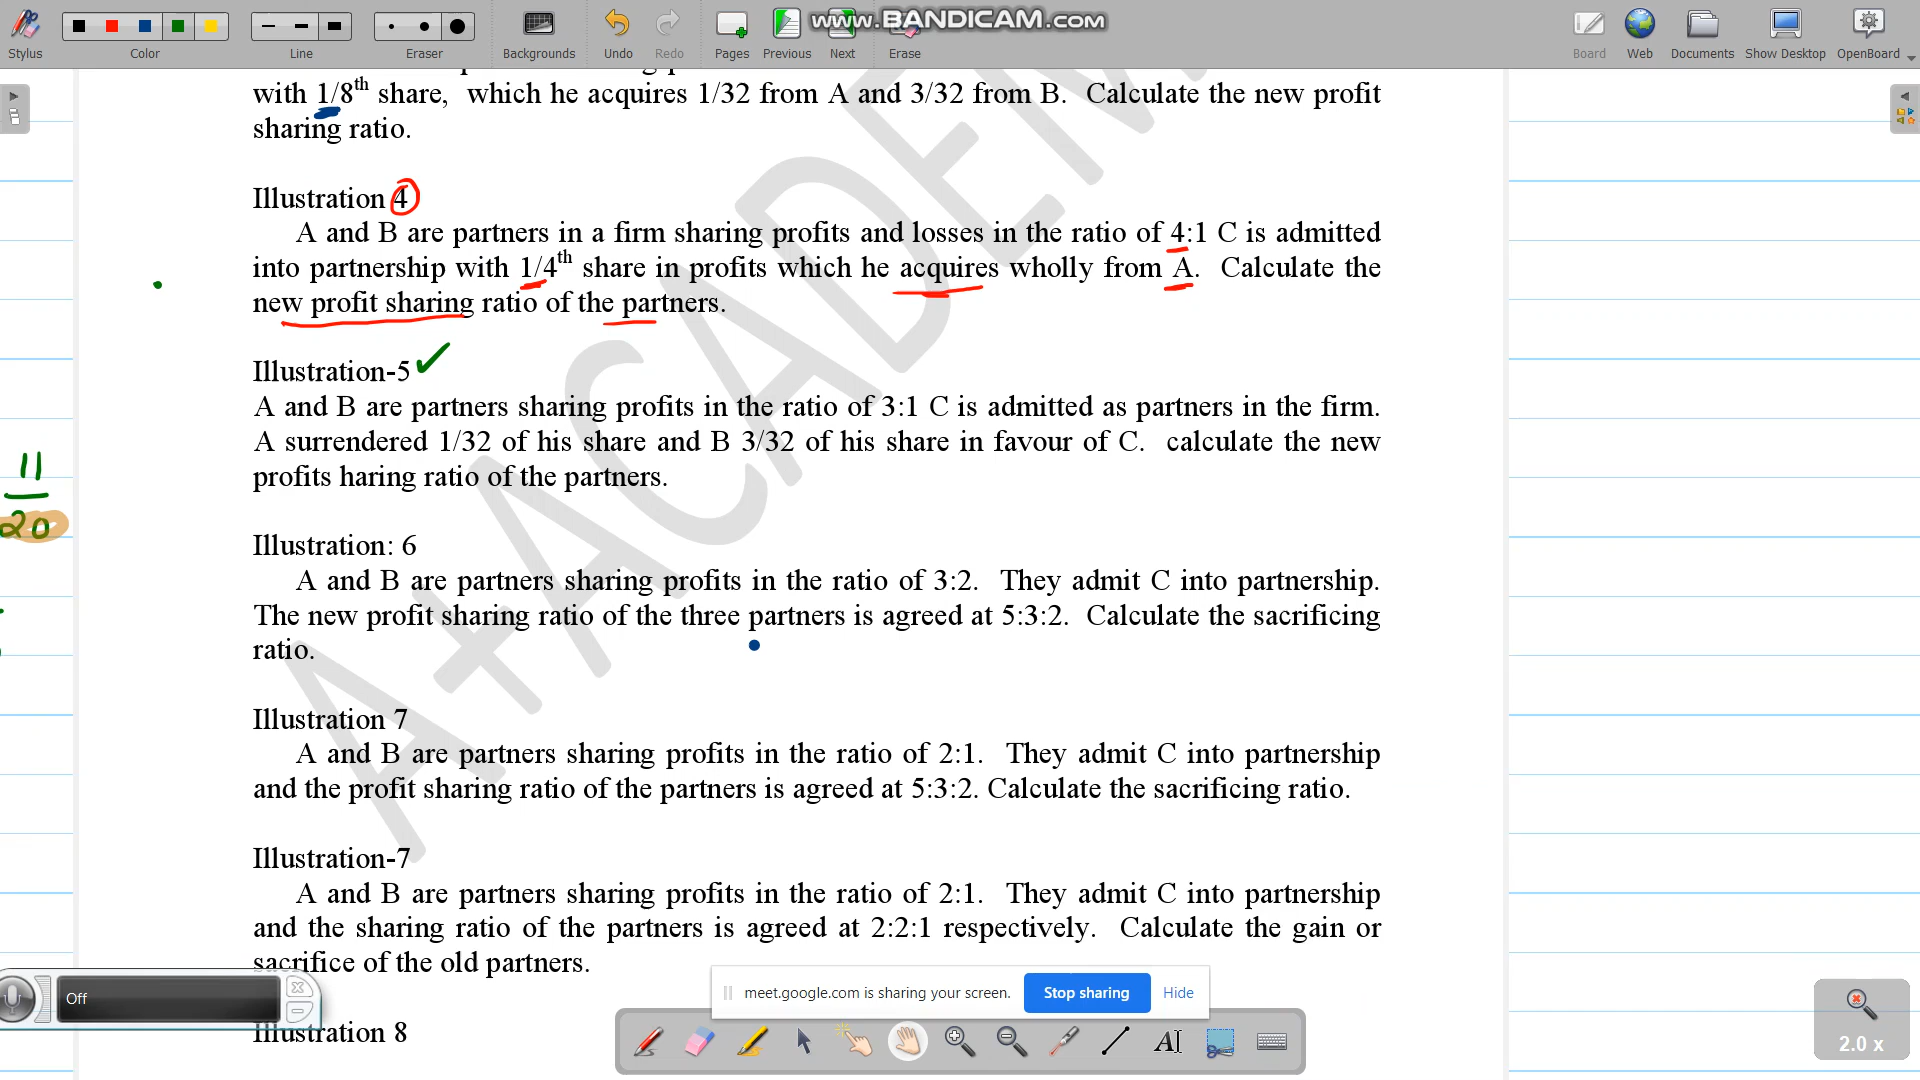 Stylus
Color
Line
Eraser
Backgrounds
Undo
Redo
Pages
Previous
Next
Erase
www.BANDICAM.com
Board
Web
Documents
Show Desktop
OpenBoard
with 1/8th share, which he acquires 1/32 from A and 3/32 from B. Calculate the new profit
sharing ratio.
Illustration 4
A and B are partners in a firm sharing profits and losses in the ratio of 4:1 C is admitted
into partnership with 1/4th share in profits which he acquires wholly from A. Calculate the
new profit sharing ratio of the partners.
Illustration-5
A and B are partners sharing profits in the ratio of 3:1 C is admitted as partners in the firm.
A surrendered 1/32 of his share and B 3/32 of his share in favour of C. calculate the new
profits haring ratio of the partners.
11
20
Illustration: 6
A and B are partners sharing profits in the ratio of 3:2. They admit C into partnership.
The new profit sharing ratio of the three partners is agreed at 5:3:2. Calculate the sacrificing
ratio.
Illustration 7
A and B are partners sharing profits in the ratio of 2:1. They admit C into partnership
and the profit sharing ratio of the partners is agreed at 5:3:2. Calculate the sacrificing ratio.
Illustration-7
A and B are partners sharing profits in the ratio of 2:1. They admit C into partnership
and the sharing ratio of the partners is agreed at 2:2:1 respectively. Calculate the gain or
sacrifice of the old partners.
Illustration 8
A+ACADEM
Off
meet.google.com is sharing your screen.
Stop sharing
Hide
2.0 x